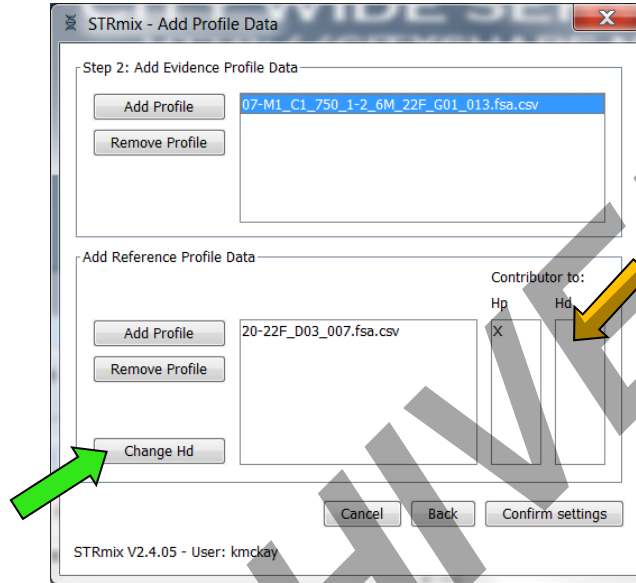 STRmix - Add Profile Data
Step 2: Add Evidence Profile Data
Add Profile
07-M1_C1_750_1-2_6M_22F_G01_013.fsa.csv
Remove Profile
Add Reference Profile Data
Contributor to:
Hp Hd
Add Profile
20-22F_D03_007.fsa.csv
X
Remove Profile
Change Hd
Cancel
Back
Confirm settings
STRmix V2.4.05 - User: kmckay
HIVE